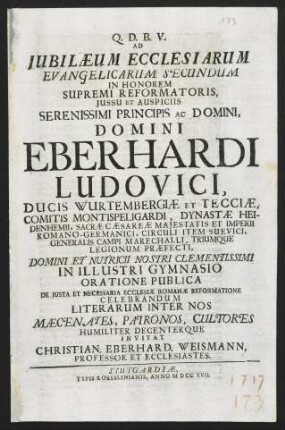 Q. D. B. V.
AD
IUBILÆUM ECCLESIARUM
EVANGELICARUM SECUNDUM
IN HONOREM
SUPREMI REFORMATORIS,
JUSSU ET AUSPICIIS
SERENISSIMI PRINCIPIS AC DOMINI,
DOMINI
EBERHARDI
LUDOVICI,
DUCIS WURTEMBERGIÆ ET TECCIÆ,
COMITIS MONTISPELIGARDI, DYNASTÆ HEI-
DENHEMII, SACRÆ CÆSAREÆ MAJESTATIS ET IMPERII
ROMANO-GERMANICI, CIRCULI ITEM SUEVICI,
GENERALIS CAMPI MARECHALLI, TRIUMQUE
LEGIONUM PRÆFECTI,
DOMINI ET NUTRICII NOSTRI CLEMENTISSIMI
IN ILLUSTRI GYMNASIO
ORATIONE PUBLICA
DE JUSTA ET NECESSARIA ECCLESIÆ ROMANÆ REFORMATIONE
CELEBRANDUM
LITERARUM INTER NOS
MÆCENATES, PATRONOS, CULTORES
HUMILITER DECENTERQUE
INVITAT
CHRISTIAN. EBERHARD. WEISMANN,
PROFESSOR ET ECCLESIASTES.
STUTGARDIÆ,
TYPIS ROESLINIANIS, ANNO MDCCXVII.
1717
173